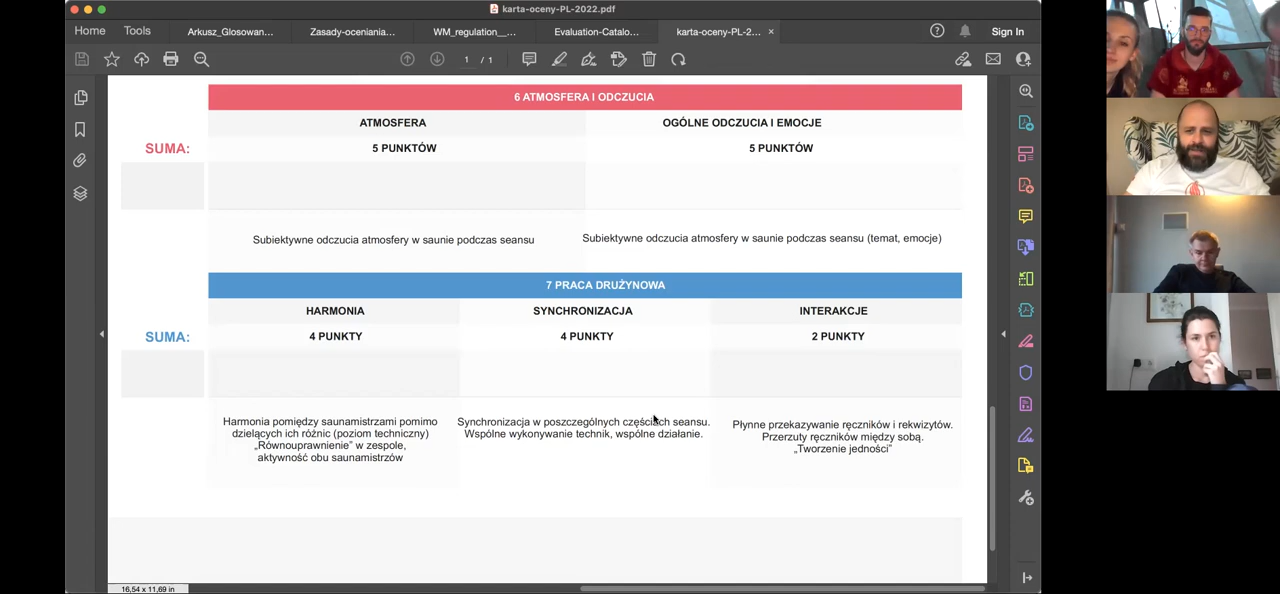 karta-oceny-PL-2022.pdf
Home Tools Arkusz_Glosowan... Zasady-oceniania... WM_regulation__... Evaluation-Catalo... karta-oceny-PL-2... × Sign In
1 / 1
6 ATMOSFERA I ODCZUCIA
ATMOSFERA OGÓLNE ODCZUCIA I EMOCJE
SUMA: 5 PUNKTÓW 5 PUNKTÓW
Subiektywne odczucia atmosfery w saunie podczas seansu Subiektywne odczucia atmosfery w saunie podczas seansu (temat, emocje)
7 PRACA DRUŻYNOWA
HARMONIA SYNCHRONIZACJA INTERAKCJE
SUMA: 4 PUNKTY 4 PUNKTY 2 PUNKTY
Harmonia pomiędzy saunamistrzami pomimo
dzielących ich różnic (poziom techniczny)
„Równouprawnienie” w zespole,
aktywność obu saunamistrzów
Synchronizacja w poszczególnych częściach seansu.
Wspólne wykonywanie technik, wspólne działanie.
Płynne przekazywanie ręczników i rekwizytów.
Przerzuty ręczników między sobą.
„Tworzenie jedności”
16,54 x 11,69 in